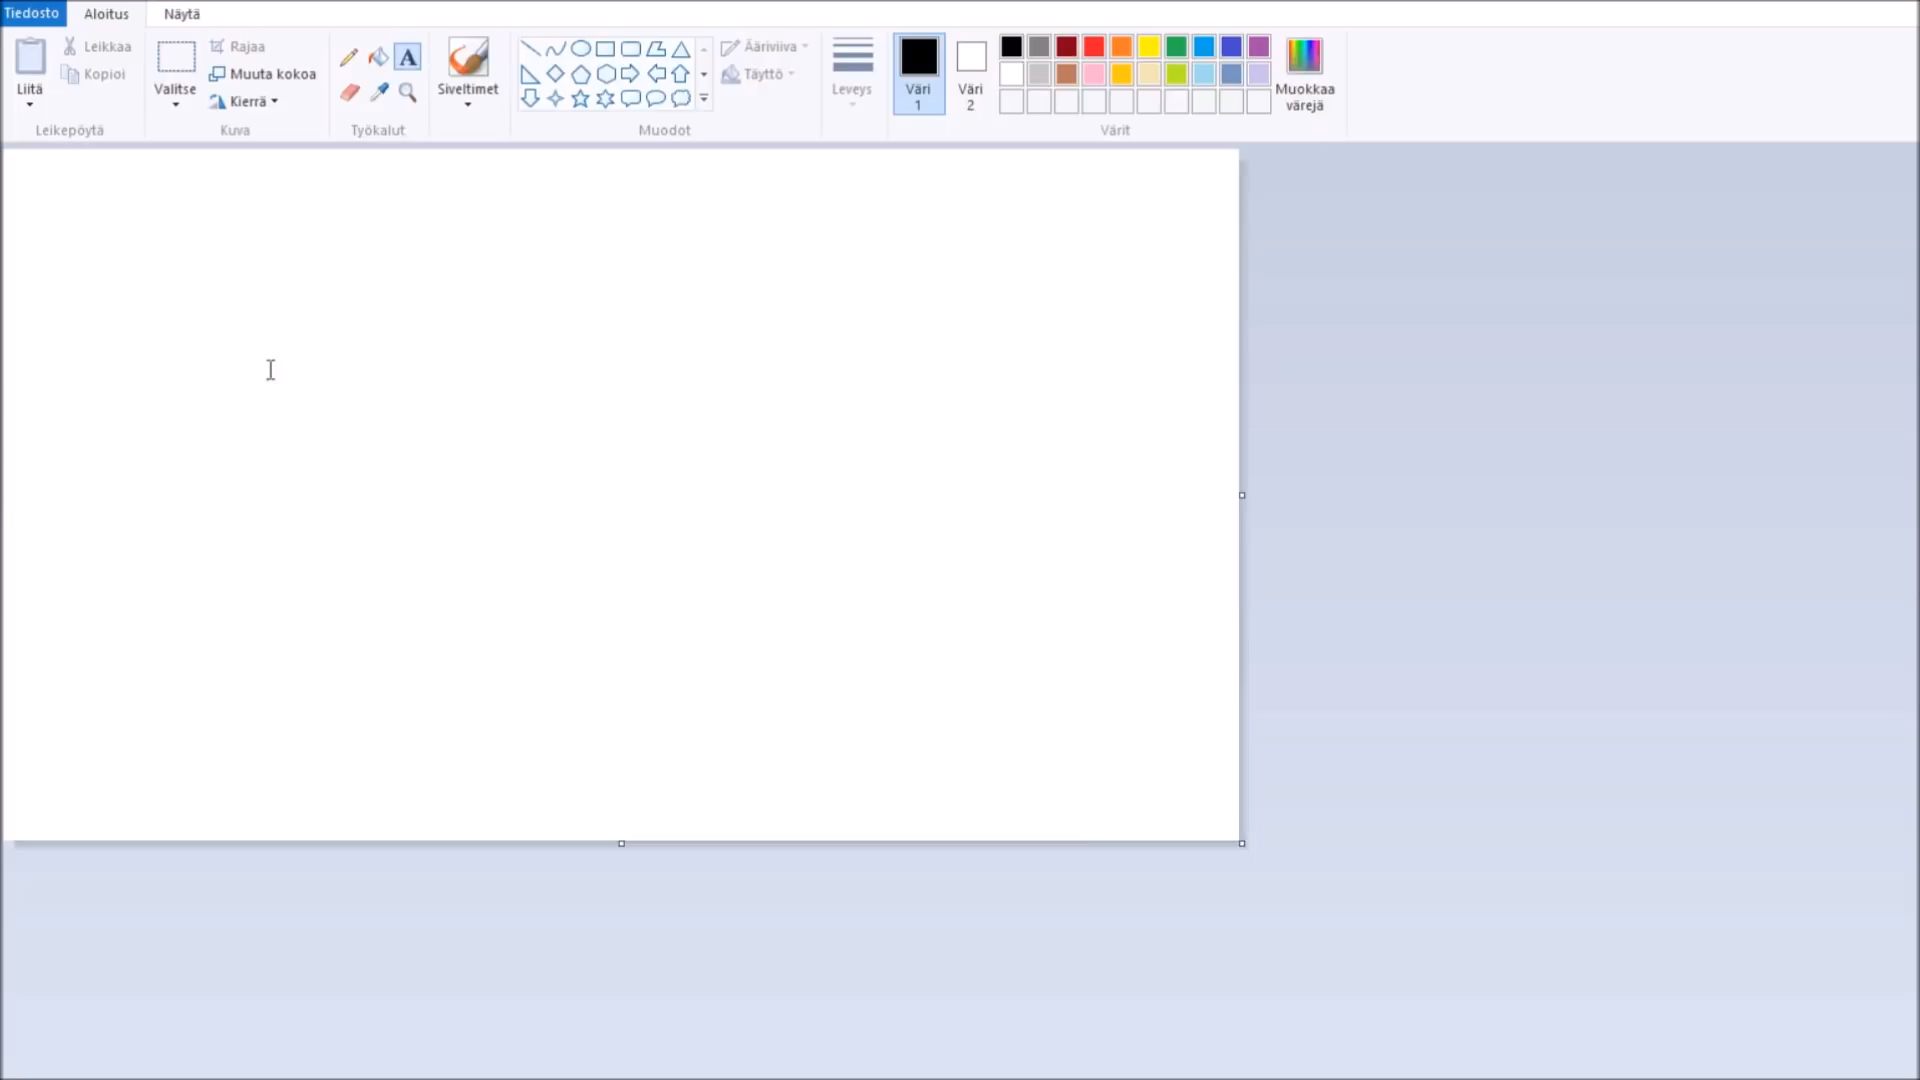 Tiedosto Aloitus Näytä
Liitä
Leikkaa
Kopioi
Leikepöytä
Valitse
Rajaa
Muuta kokoa
Kierrä
Kuva
A
Työkalut
Siveltimet
Muodot
Ääriviiva
Täyttö
Leveys
Väri
1
Väri
2
Värit
Muokkaa
värejä